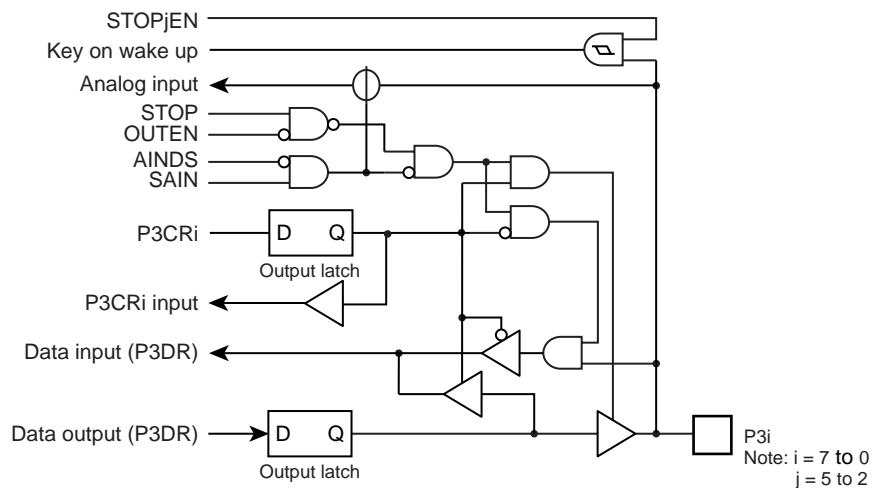 STOPjEN
Key on wake up
Analog input
STOP
OUTEN
AINDS
SAIN
P3CRi
D Q
Output latch
P3CRi input
Data input (P3DR)
Data output (P3DR)
D Q
Output latch
P3i
Note: i = 7 to 0
j = 5 to 2